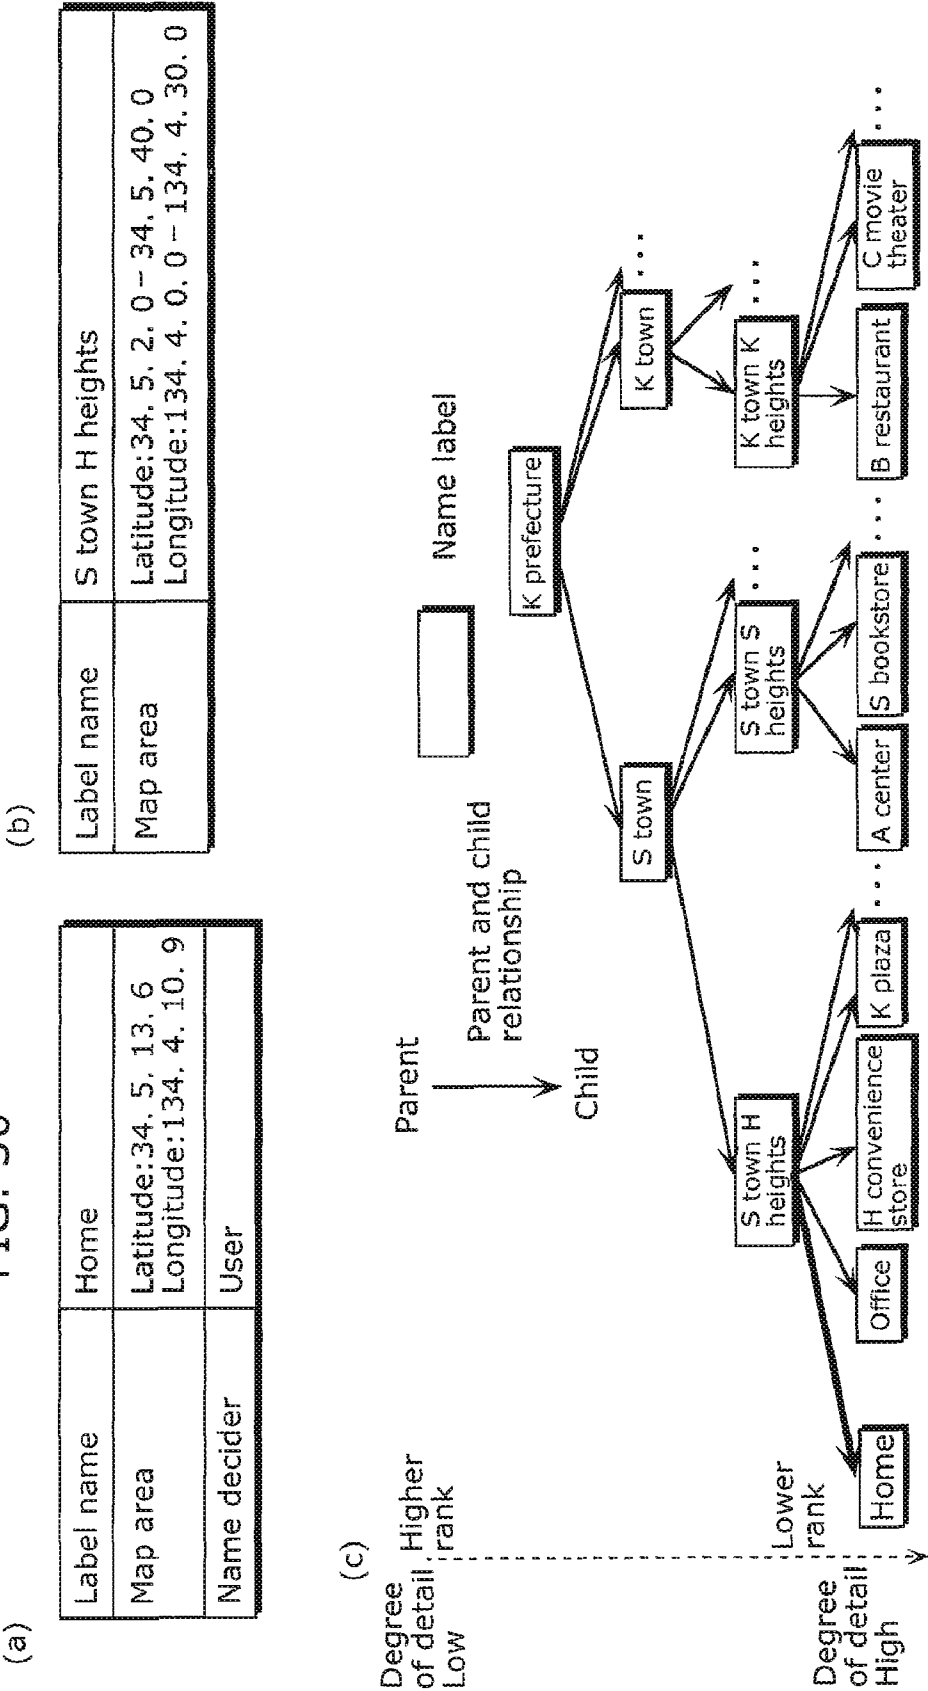 FIG.
(a)
Label name
Home
Map area
Latitude:34. 5. 13. 6
Longitude:134. 4. 10. 9
Name decider
User
(b)
Label name
S town H heights
Map area
Latitude:34. 5. 2. 0－34. 5. 40. 0
Longitude:134. 4. 0. 0－134. 4. 30. 0
(c)
Degree
of detail
Low
Higher
rank
Parent
Parent and child
relationship
Child
Name label
K prefecture
S town
K town
...
S town H
heights
S town S
heights
...
K town K
heights
...
Lower
rank
Degree
of detail
High
Home
Office
H convenience
store
K plaza
...
A center
S bookstore
...
B restaurant
C movie
theater
...